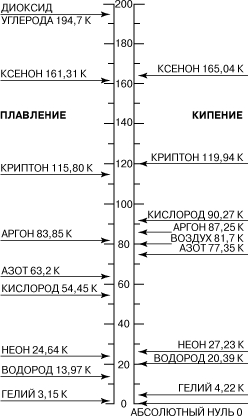 ДИОКСИД
УГЛЕРОДА 194,7 К
КСЕНОН 161,31 К
ПЛАВЛЕНИЕ
КРИПТОН 115,80 К
АРГОН 83,85 К
АЗОТ 63,2 К
КИСЛОРОД 54,45 К
НЕОН 24,64 К
ВОДОРОД 13,97 К
ГЕЛИЙ 3,15 К
200
180
160
140
120
100
80
60
40
20
0
КСЕНОН 165,04 К
КИПЕНИЕ
КРИПТОН 119,94 К
КИСЛОРОД 90,27 К
АРГОН 87,25 К
ВОЗДУХ 81,7 К
АЗОТ 77,35 К
НЕОН 27,23 К
ВОДОРОД 20,39 К
ГЕЛИЙ 4,22 К
АБСОЛЮТНЫЙ НУЛЬ 0